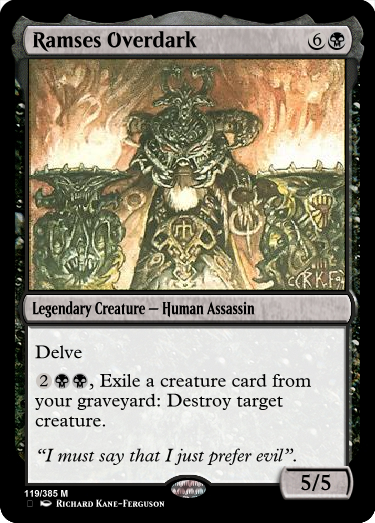 Ramses Overdark 6
R.K.F.
Legendary Creature – Human Assassin
Delve
2, Exile a creature card from
your graveyard: Destroy target
creature.
“I must say that I just prefer evil”.
5/5
119/385 M
Richard Kane-Ferguson